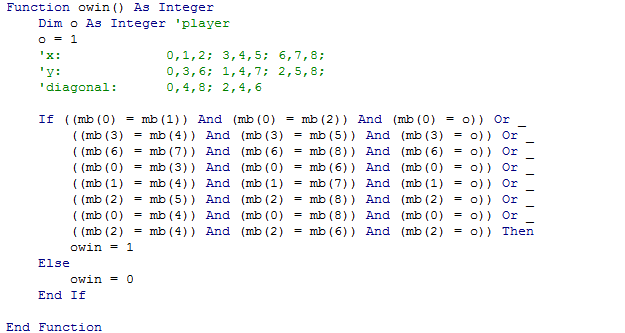 Function owin() As Integer
Dim o As Integer 'player
o = 1
'x: 0,1,2; 3,4,5; 6,7,8;
'y: 0,3,6; 1,4,7; 2,5,8;
'diagonal: 0,4,8; 2,4,6
If ((mb(0) = mb(1)) And (mb(0) = mb(2)) And (mb(0) = o)) Or _
((mb(3) = mb(4)) And (mb(3) = mb(5)) And (mb(3) = o)) Or _
((mb(6) = mb(7)) And (mb(6) = mb(8)) And (mb(6) = o)) Or _
((mb(0) = mb(3)) And (mb(0) = mb(6)) And (mb(0) = o)) Or _
((mb(1) = mb(4)) And (mb(1) = mb(7)) And (mb(1) = o)) Or _
((mb(2) = mb(5)) And (mb(2) = mb(8)) And (mb(2) = o)) Or _
((mb(0) = mb(4)) And (mb(0) = mb(8)) And (mb(0) = o)) Or _
((mb(2) = mb(4)) And (mb(2) = mb(6)) And (mb(2) = o)) Then
owin = 1
Else
owin = 0
End If
End Function